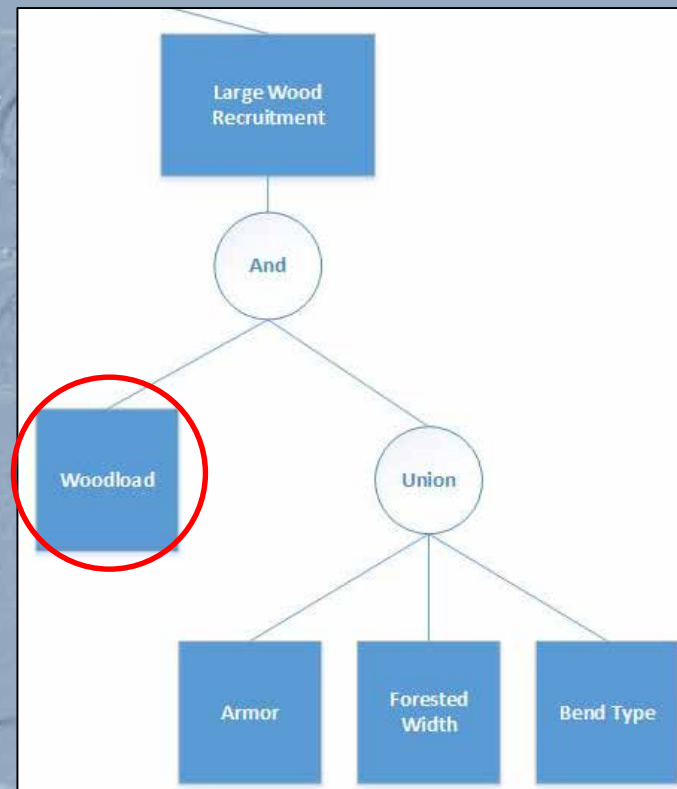 Large Wood
Recruitment
And
Woodload
Union
Armor
Forested
Width
Bend Type